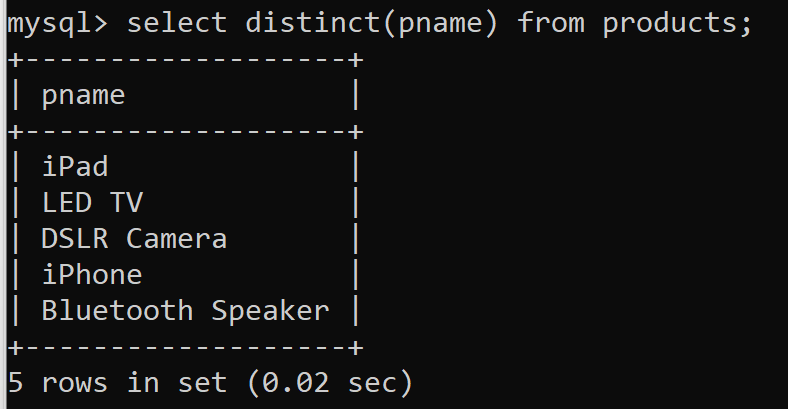 mysql> select distinct(pname) from products;
+-------------------+
| pname             |
+-------------------+
| iPad              |
| LED TV            |
| DSLR Camera       |
| iPhone            |
| Bluetooth Speaker |
+-------------------+
5 rows in set (0.02 sec)